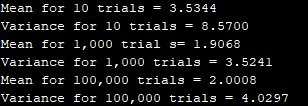 Mean for 10 trials = 3.5344
Variance for 10 trials = 8.5700
Mean for 1,000 trial s= 1.9068
Variance for 1,000 trials = 3.5241
Mean for 100,000 trials = 2.0008
Variance for 100,000 trials = 4.0297